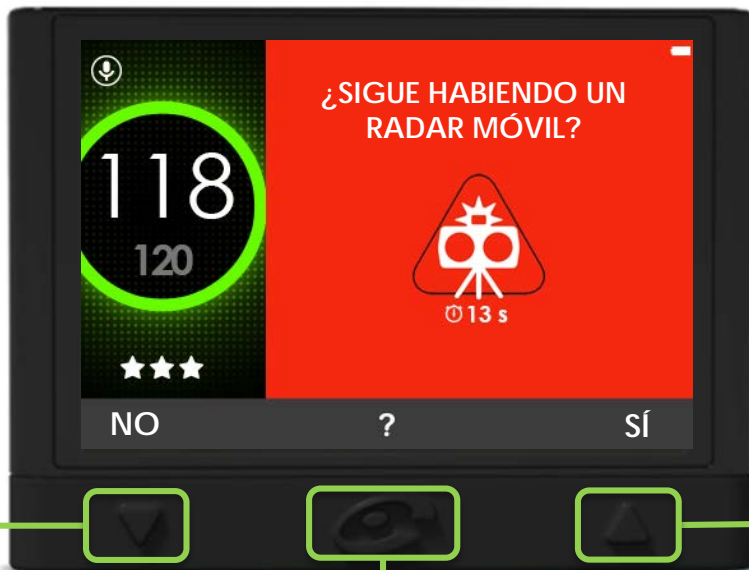 ¿SIGUE HABIENDO UN
RADAR MÓVIL?
118
120
13 s
NO
?
SÍ